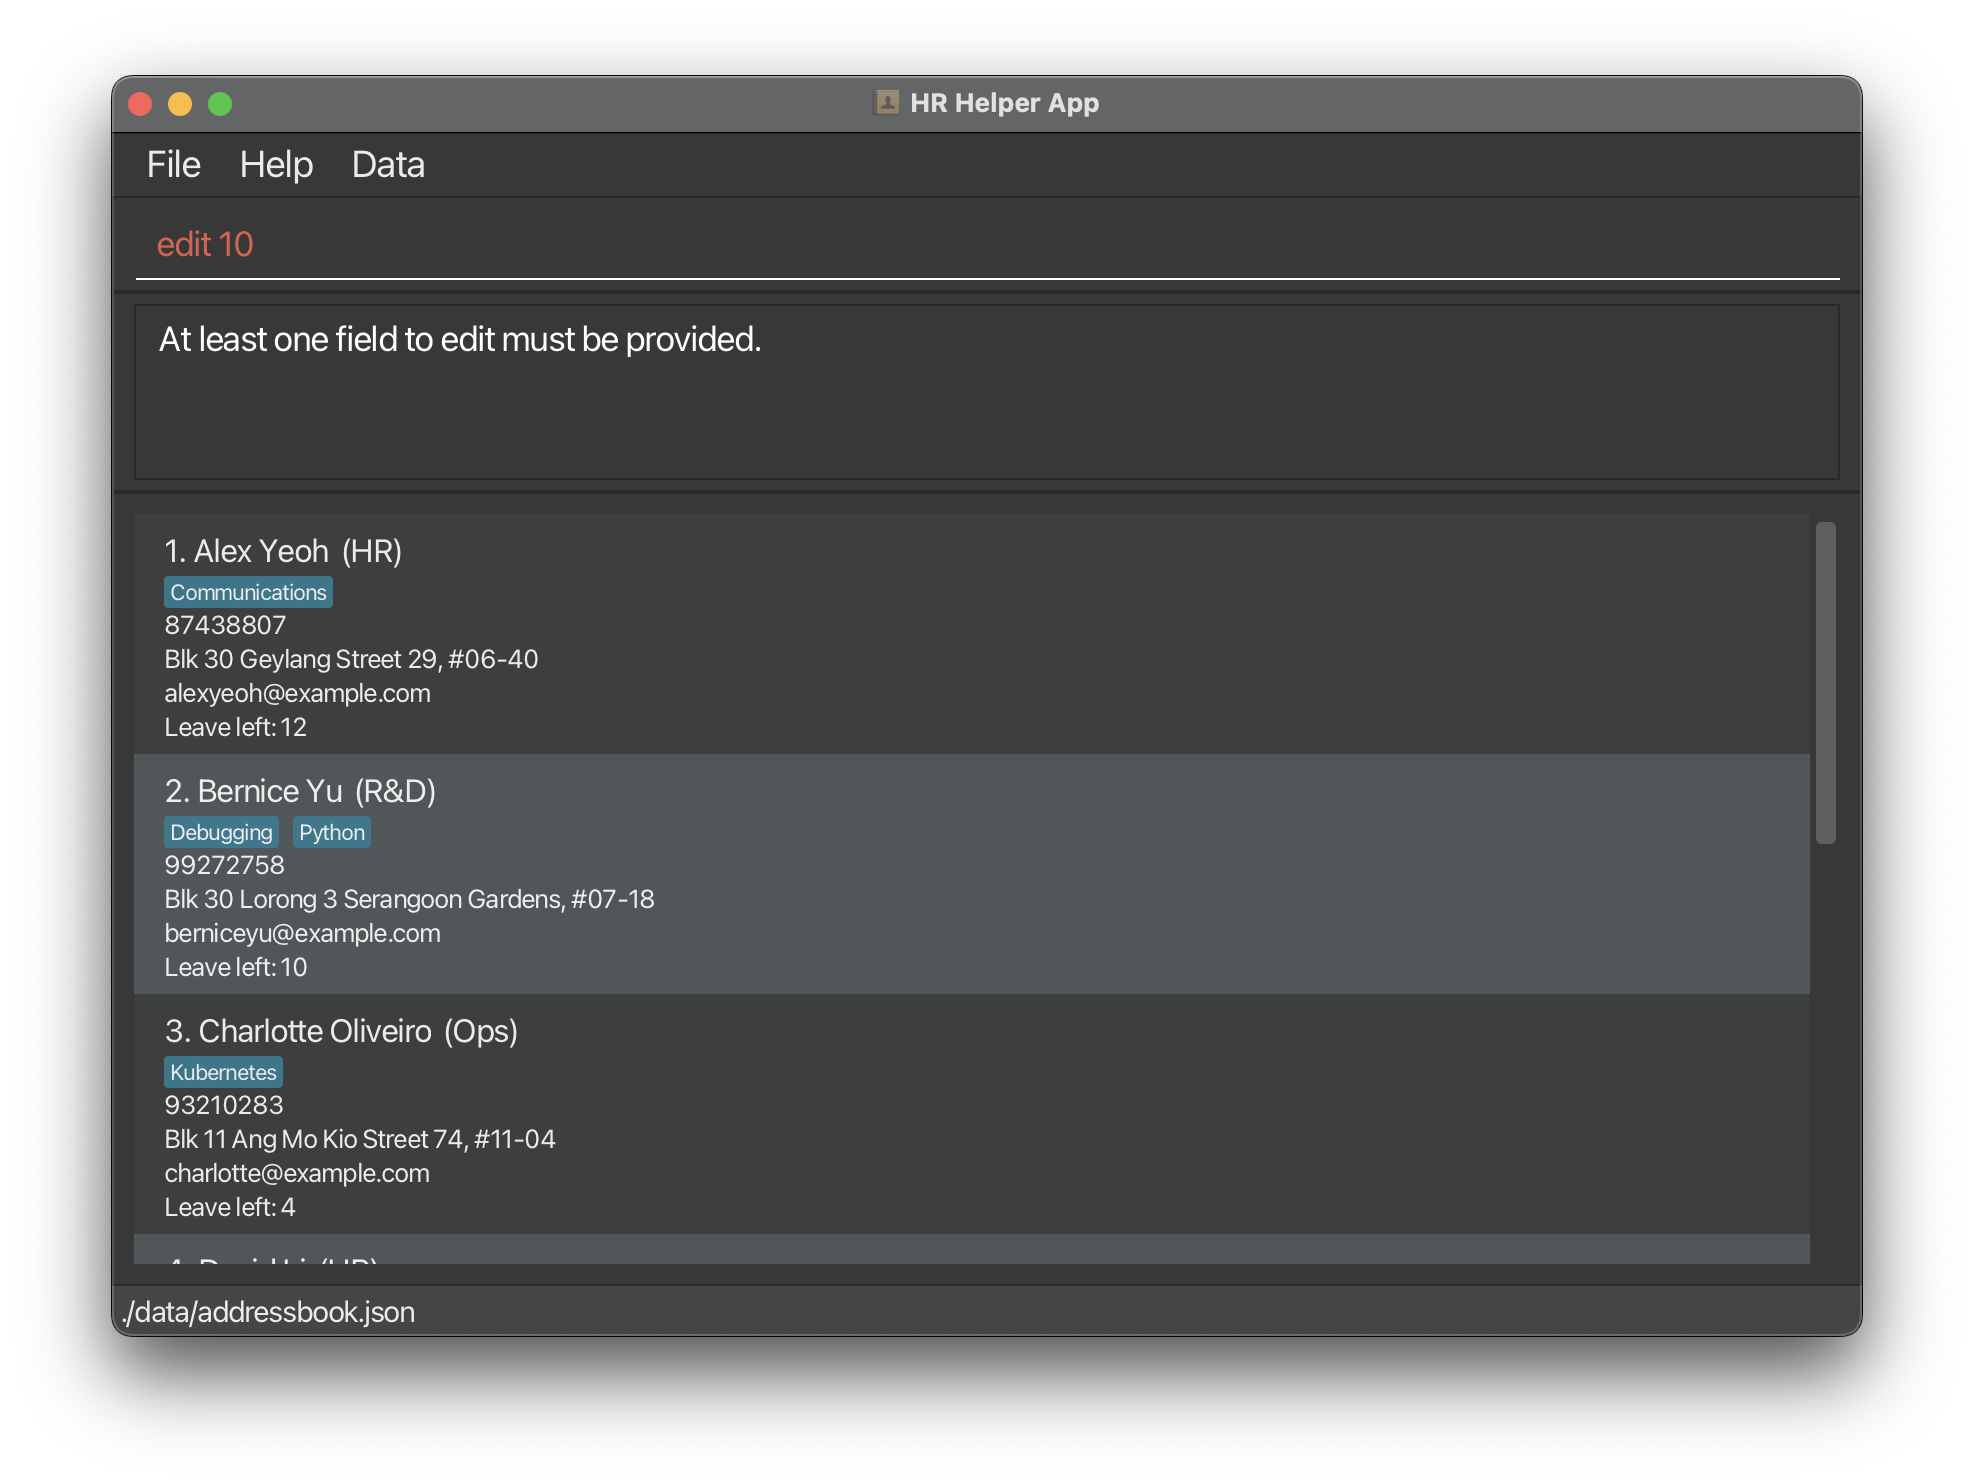 HR Helper App
File Help Data
edit 10
At least one field to edit must be provided.
1. Alex Yeoh (HR)
Communications
87438807
Blk 30 Geylang Street 29, #06-40
alexyeoh@example.com
Leave left: 12
2. Bernice Yu (R&D)
Debugging Python
99272758
Blk 30 Lorong 3 Serangoon Gardens, #07-18
berniceyu@example.com
Leave left: 10
3. Charlotte Oliveiro (Ops)
Kubernetes
93210283
Blk 11 Ang Mo Kio Street 74, #11-04
charlotte@example.com
Leave left: 4
4. David Li (HR)
./data/addressbook.json